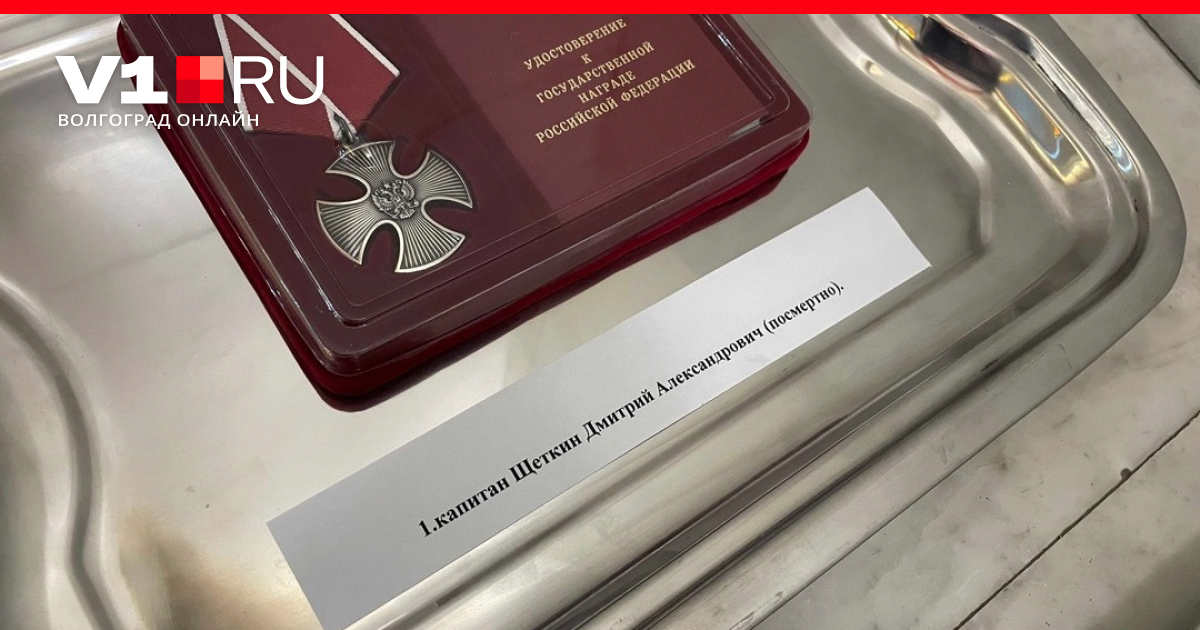 V1 RU
ВОЛГОГРАД ОНЛАЙН
УДОСТОВЕРЕНИЕ
К
ГОСУДАРСТВЕННОЙ
НАГРАДЕ
РОССИЙСКОЙ ФЕДЕРАЦИИ
1.капитан Щеткин Дмитрий Александрович (посмертно).